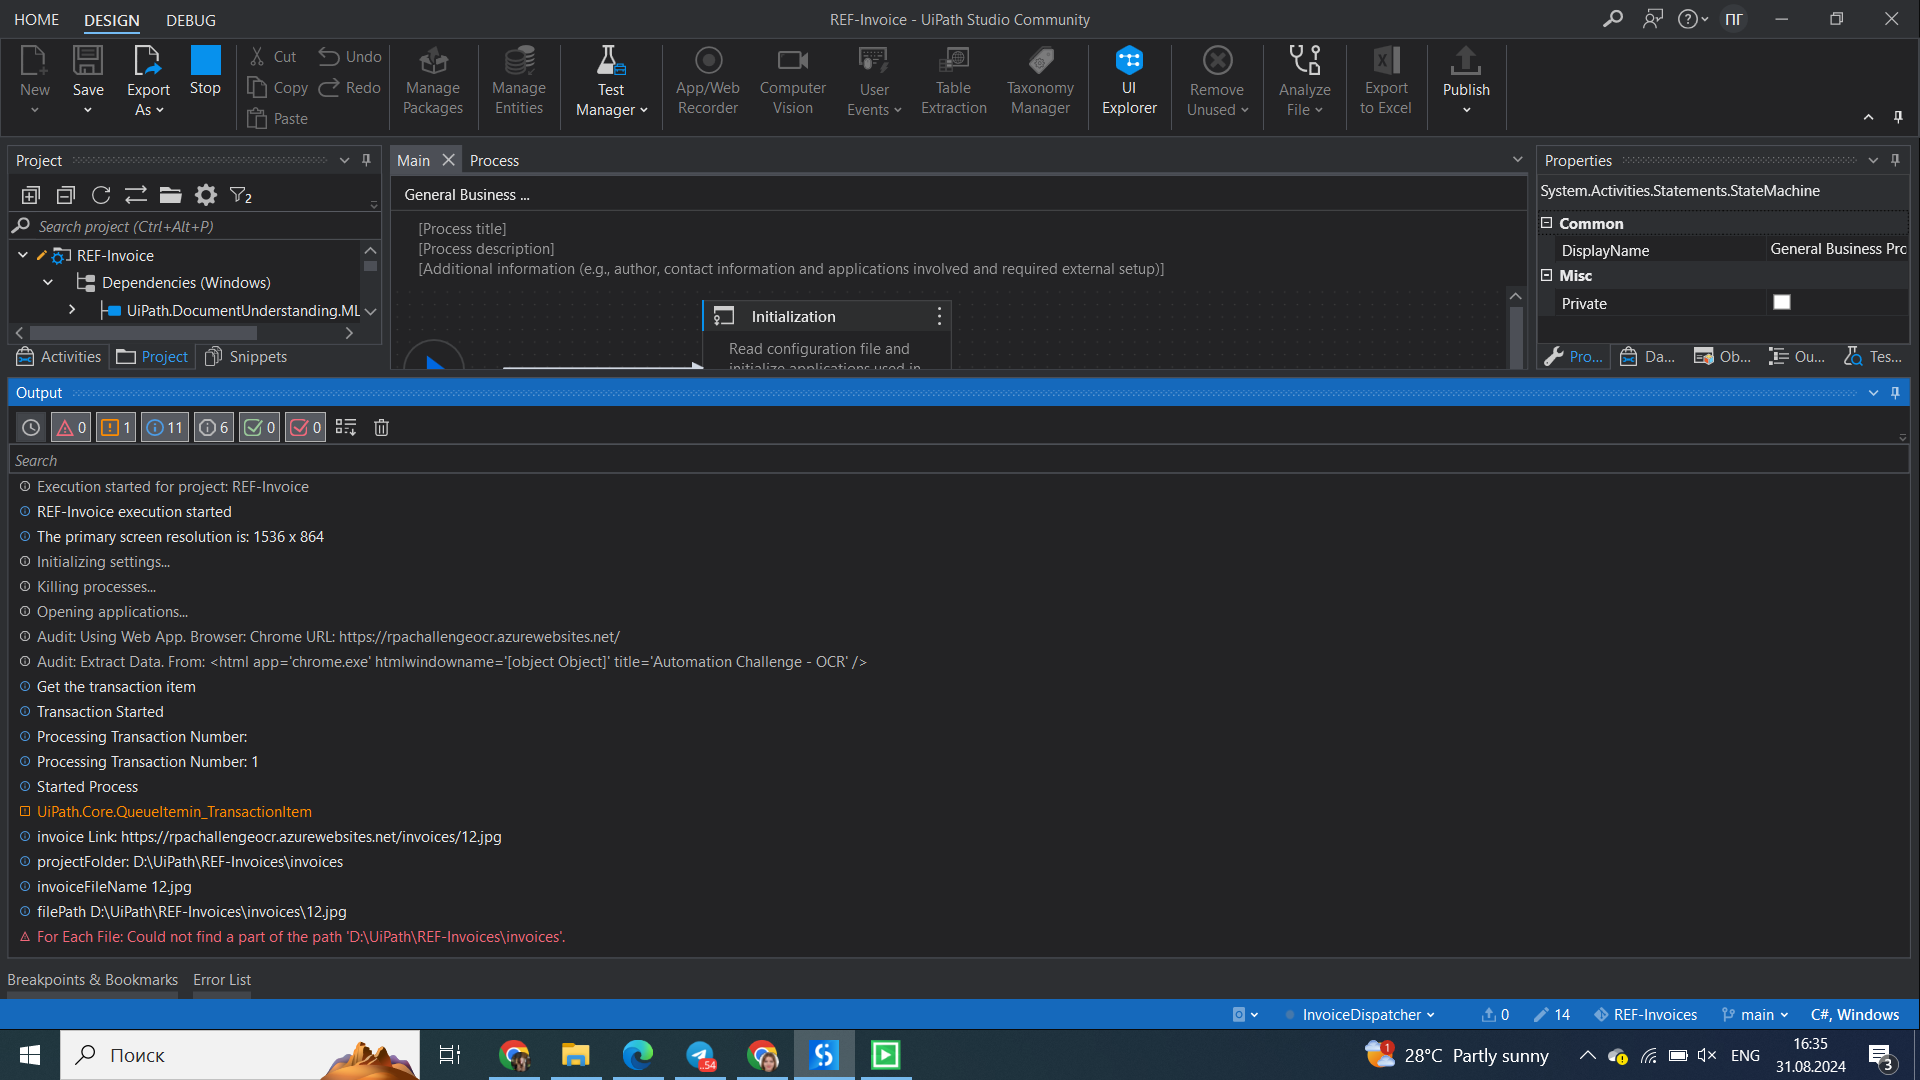 HOME DESIGN DEBUG REF-Invoice - UiPath Studio Community ПГ
New Save Export As Stop Cut Copy Paste Undo Redo Manage Packages Manage Entities Test Manager App/Web Recorder Computer Vision User Events Table Extraction Taxonomy Manager UI Explorer Remove Unused Analyze File Export to Excel Publish
Project
2
Search project (Ctrl+Alt+P)
REF-Invoice
Dependencies (Windows)
UiPath.DocumentUnderstanding.ML
Activities Project Snippets
Main Process
General Business ...
[Process title]
[Process description]
[Additional information (e.g., author, contact information and applications involved and required external setup)]
Initialization
Read configuration file and
initialize applications used in
Properties
System.Activities.Statements.StateMachine
Common
DisplayName General Business Pro
Misc
Private
Pro... Da... Ob... Ou... Tes...
Output
0 1 11 6 0 0
Search
Execution started for project: REF-Invoice
REF-Invoice execution started
The primary screen resolution is: 1536 x 864
Initializing settings...
Killing processes...
Opening applications...
Audit: Using Web App. Browser: Chrome URL: https://rpachallengeocr.azurewebsites.net/
Audit: Extract Data. From: <html app='chrome.exe' htmlwindowname='[object Object]' title='Automation Challenge - OCR' />
Get the transaction item
Transaction Started
Processing Transaction Number:
Processing Transaction Number: 1
Started Process
UiPath.Core.QueueItemin_TransactionItem
invoice Link: https://rpachallengeocr.azurewebsites.net/invoices/12.jpg
projectFolder: D:\UiPath\REF-Invoices\invoices
invoiceFileName 12.jpg
filePath D:\UiPath\REF-Invoices\invoices\12.jpg
For Each File: Could not find a part of the path 'D:\UiPath\REF-Invoices\invoices'.
Breakpoints & Bookmarks Error List
InvoiceDispatcher 0 14 REF-Invoices main C#, Windows
Поиск 54 1 28°C Partly sunny ENG 16:35
31.08.2024 3